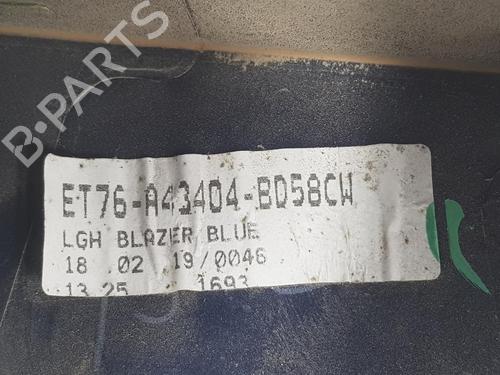 B-PARTS
ET76-A43404-BD58CW
LGH BLAZER BLUE
18 .02 19/0046
13 25 1693